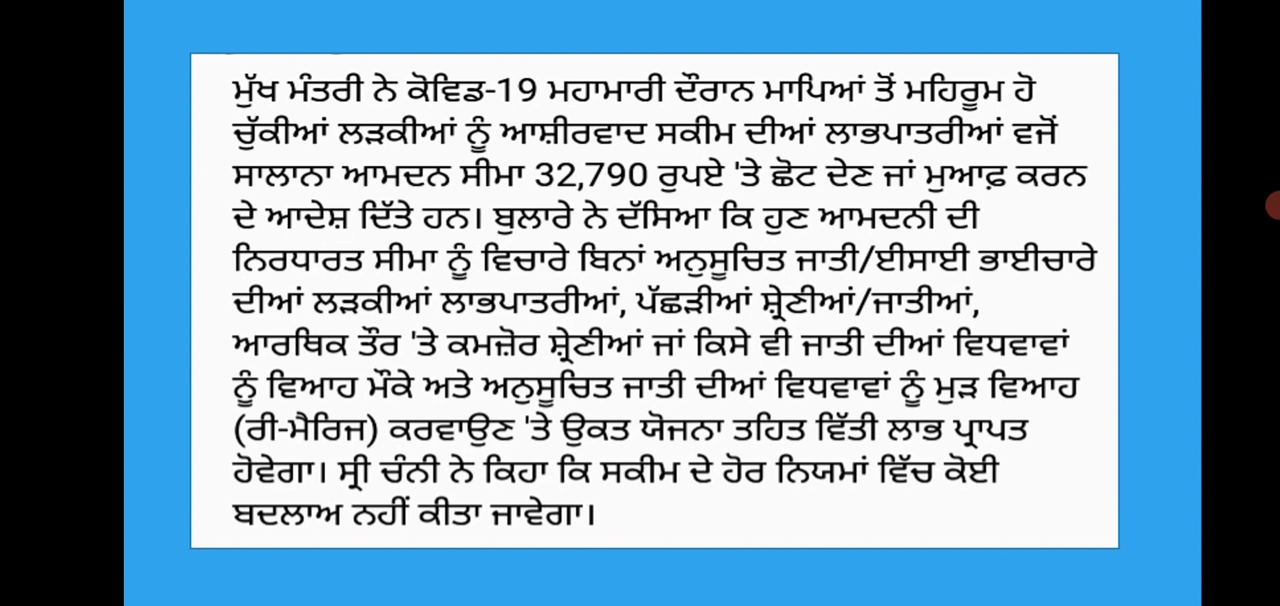 ਮੁੱਖ ਮੰਤਰੀ ਨੇ ਕੋਵਿਡ-19 ਮਹਾਮਾਰੀ ਦੌਰਾਨ ਮਾਪਿਆਂ ਤੋਂ ਮਹਿਰੂਮ ਹੋ
ਚੁੱਕੀਆਂ ਲੜਕੀਆਂ ਨੂੰ ਆਸ਼ੀਰਵਾਦ ਸਕੀਮ ਦੀਆਂ ਲਾਭਪਾਤਰੀਆਂ ਵਜੋਂ
ਸਾਲਾਨਾ ਆਮਦਨ ਸੀਮਾ 32,790 ਰੁਪਏ 'ਤੇ ਛੋਟ ਦੇਣ ਜਾਂ ਮੁਆਫ਼ ਕਰਨ
ਦੇ ਆਦੇਸ਼ ਦਿੱਤੇ ਹਨ। ਬੁਲਾਰੇ ਨੇ ਦੱਸਿਆ ਕਿ ਹੁਣ ਆਮਦਨੀ ਦੀ
ਨਿਰਧਾਰਤ ਸੀਮਾ ਨੂੰ ਵਿਚਾਰੇ ਬਿਨਾਂ ਅਨੁਸੂਚਿਤ ਜਾਤੀ/ਈਸਾਈ ਭਾਈਚਾਰੇ
ਦੀਆਂ ਲੜਕੀਆਂ ਲਾਭਪਾਤਰੀਆਂ, ਪੱਛੜੀਆਂ ਸ਼੍ਰੇਣੀਆਂ/ਜਾਤੀਆਂ,
ਆਰਥਿਕ ਤੌਰ 'ਤੇ ਕਮਜ਼ੋਰ ਸ਼੍ਰੇਣੀਆਂ ਜਾਂ ਕਿਸੇ ਵੀ ਜਾਤੀ ਦੀਆਂ ਵਿਧਵਾਵਾਂ
ਨੂੰ ਵਿਆਹ ਮੌਕੇ ਅਤੇ ਅਨੁਸੂਚਿਤ ਜਾਤੀ ਦੀਆਂ ਵਿਧਵਾਵਾਂ ਨੂੰ ਮੁੜ ਵਿਆਹ
(ਰੀ-ਮੈਰਿਜ) ਕਰਵਾਉਣ 'ਤੇ ਉਕਤ ਯੋਜਨਾ ਤਹਿਤ ਵਿੱਤੀ ਲਾਭ ਪ੍ਰਾਪਤ
ਹੋਵੇਗਾ। ਸ੍ਰੀ ਚੰਨੀ ਨੇ ਕਿਹਾ ਕਿ ਸਕੀਮ ਦੇ ਹੋਰ ਨਿਯਮਾਂ ਵਿੱਚ ਕੋਈ
ਬਦਲਾਅ ਨਹੀਂ ਕੀਤਾ ਜਾਵੇਗਾ।